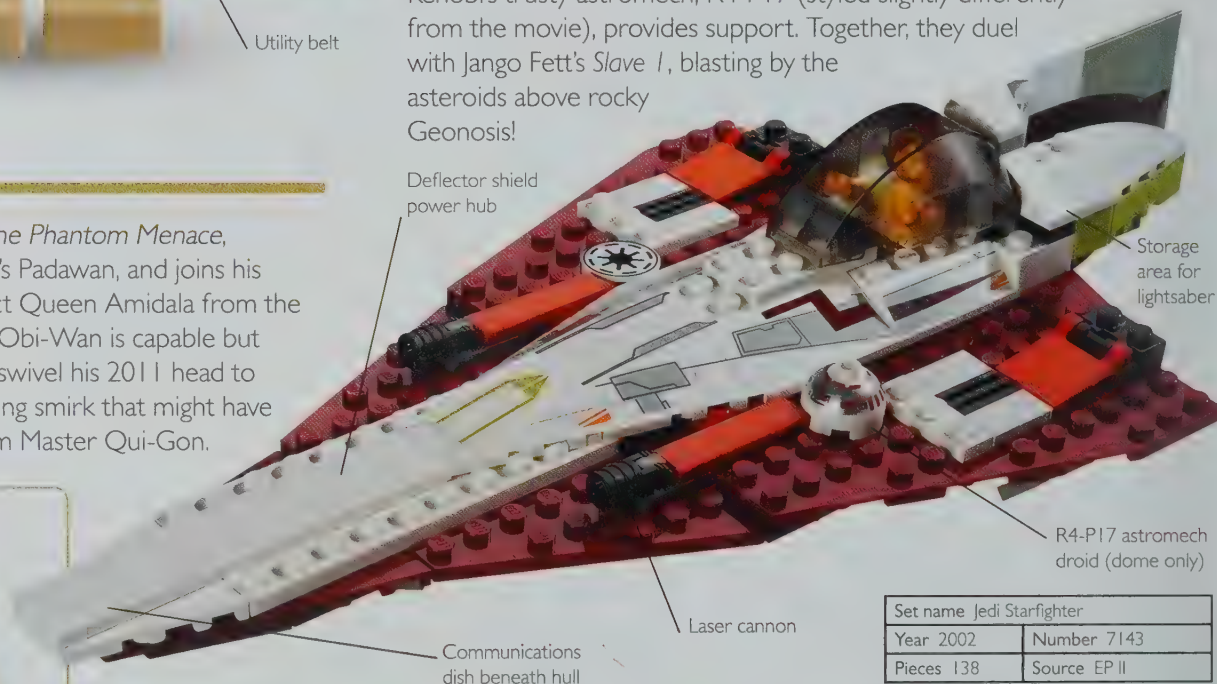 Utility belt
from the movie), provides support. Together, they duel
with Jango Fett's Slave I, blasting by the
asteroids above rocky
Geonosis!
Deflector shield
power hub
Phantom Menace,
's Padawan, and joins his
Queen Amidala from the
Obi-Wan is capable but
swivel his 2011 head to
smirk that might have
Master Qui-Gon.
Storage
area for
lightsaber
R4-P17 astromech
droid (dome only)
Laser cannon
Communications
dish beneath hull
Set name Jedi Starfighter
Year 2002 Number 7143
Pieces 138 Source EP II